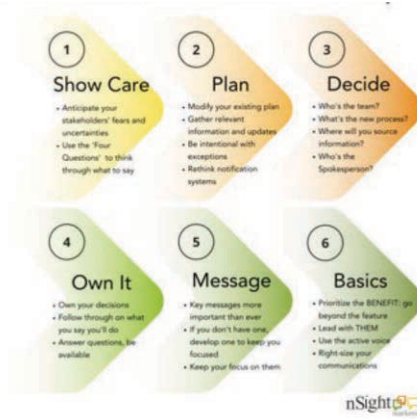 1
Show Care
• Anticipate your
stakeholders' fears and
uncertainties
• Use the 'Four
Questions' to think
through what to say
2
Plan
• Modify your existing plan
• Gather relevant
information and updates
• Be intentional with
exceptions
• Rethink notification
systems
3
Decide
• Who's the team?
• What's the new process?
• Where will you source
information?
• Who's the
Spokesperson?
4
Own It
• Own your decisions
• Follow through on what
you say you'll do
• Answer questions, be
available
5
Message
• Key messages more
important than ever
• If you don't have one,
develop one to keep you
focused
• Keep your focus on them
6
Basics
• Prioritize the BENEFIT: go
beyond the feature
• Lead with THEM
• Use the active voice
• Right-size your
communications
nSight